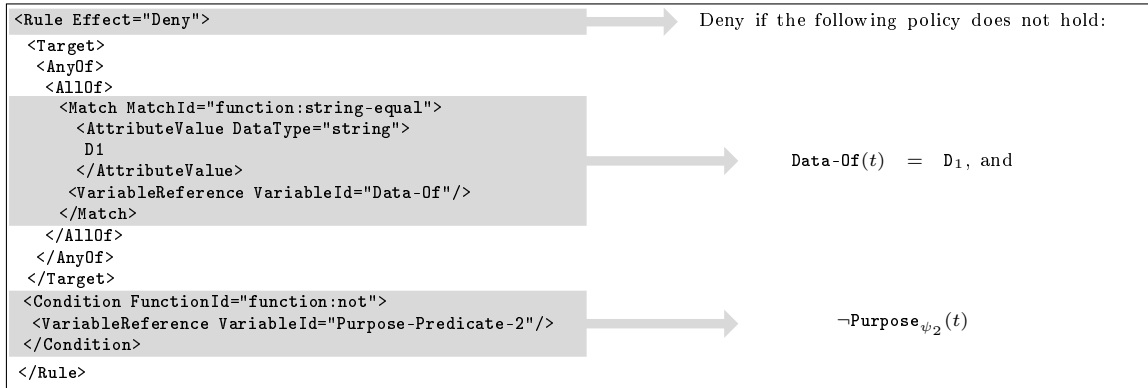 <Rule Effect="Deny"> Deny if the following policy does not hold:
<Target>
<AnyOf>
<AllOf>
<Match MatchId="function:string-equal">
<AttributeValue DataType="string">
D1
</AttributeValue> Data-Of(t) = D₁, and
<VariableReference VariableId="Data-Of"/>
</Match>
</AllOf>
</AnyOf>
</Target>
<Condition FunctionId="function:not">
<VariableReference VariableId="Purpose-Predicate-2"/> ¬Purpose_ψ₂(t)
</Condition>
</Rule>